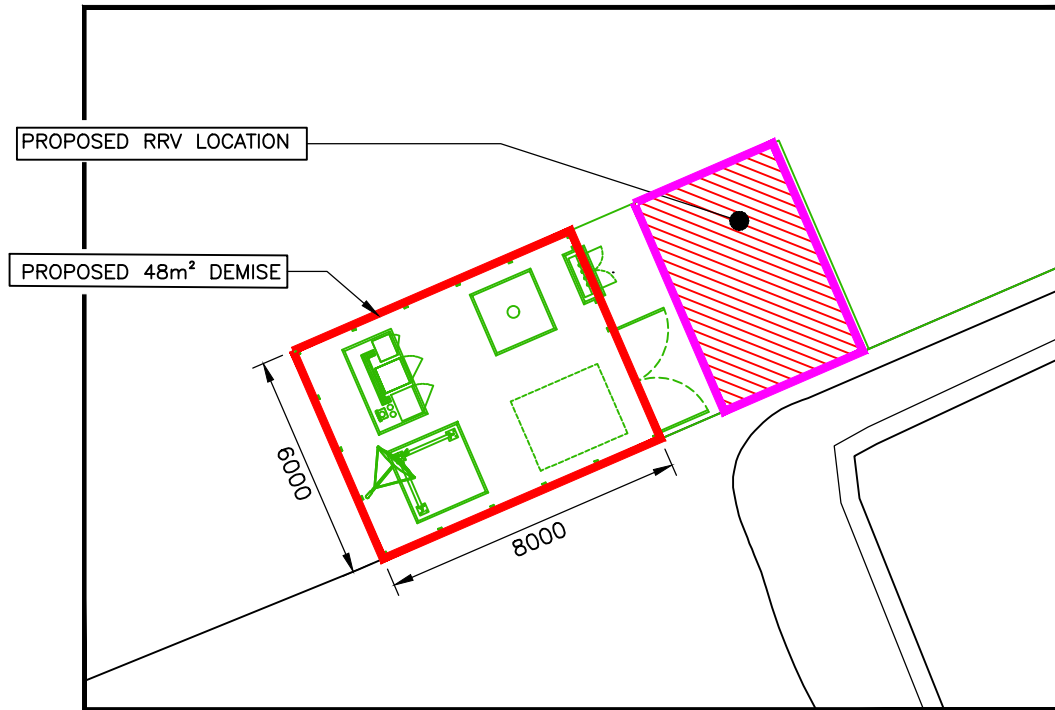 PROPOSED RRV LOCATION
PROPOSED 48m² DEMISE
6000
8000